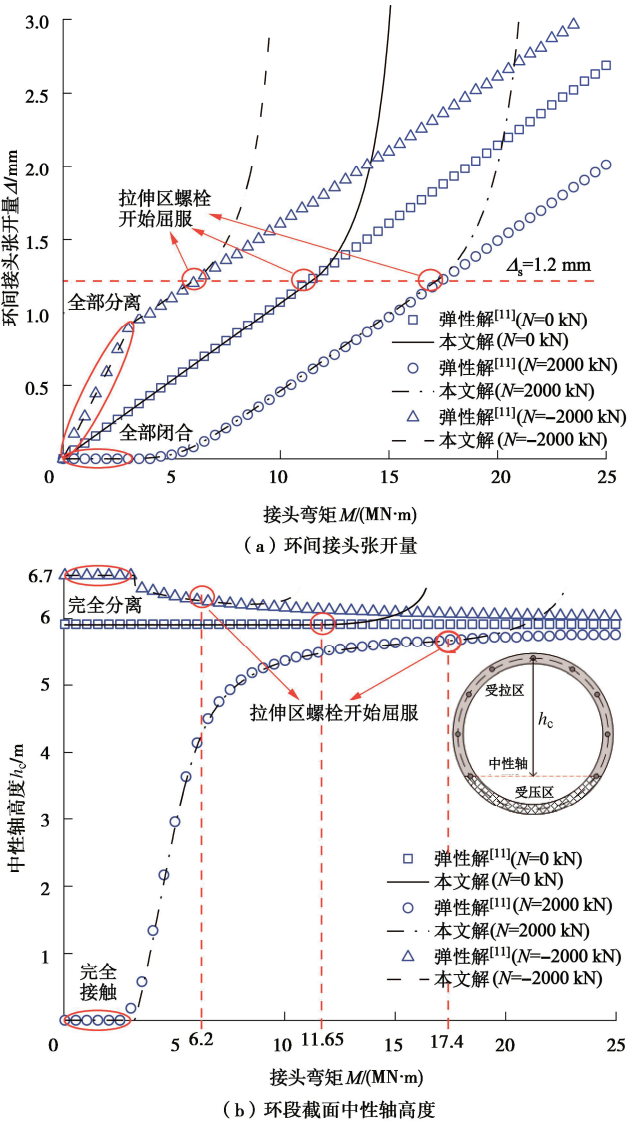 3.0
2.5
2.0
1.5
1.0
0.5
0
环间接头张开量Δ/mm
拉伸区螺栓
开始屈服
Δs=1.2 mm
全部分离
全部闭合
弹性解[11](N=0 kN)
本文解(N=0 kN)
弹性解[11](N=2000 kN)
本文解(N=2000 kN)
弹性解[11](N=−2000 kN)
本文解(N=−2000 kN)
5 10 15 20 25
接头弯矩M/(MN·m)
（a）环间接头张开量
6.7
6
5
4
3
2
1
0
中性轴高度hc/m
完全分离
拉伸区螺栓开始屈服
受拉区
hc
中性轴
受压区
弹性解[11](N=0 kN)
本文解(N=0 kN)
弹性解[11](N=2000 kN)
本文解(N=2000 kN)
弹性解[11](N=−2000 kN)
本文解(N=−2000 kN)
完全
接触
5 6.2 10 11.65 15 17.4 20 25
接头弯矩M/(MN·m)
（b）环段截面中性轴高度